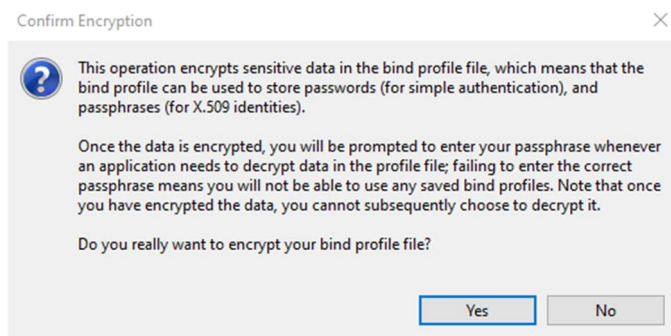 Confirm Encryption
This operation encrypts sensitive data in the bind profile file, which means that the
bind profile can be used to store passwords (for simple authentication), and
passphrases (for X.509 identities).
Once the data is encrypted, you will be prompted to enter your passphrase whenever
an application needs to decrypt data in the profile file; failing to enter the correct
passphrase means you will not be able to use any saved bind profiles. Note that once
you have encrypted the data, you cannot subsequently choose to decrypt it.
Do you really want to encrypt your bind profile file?
Yes No